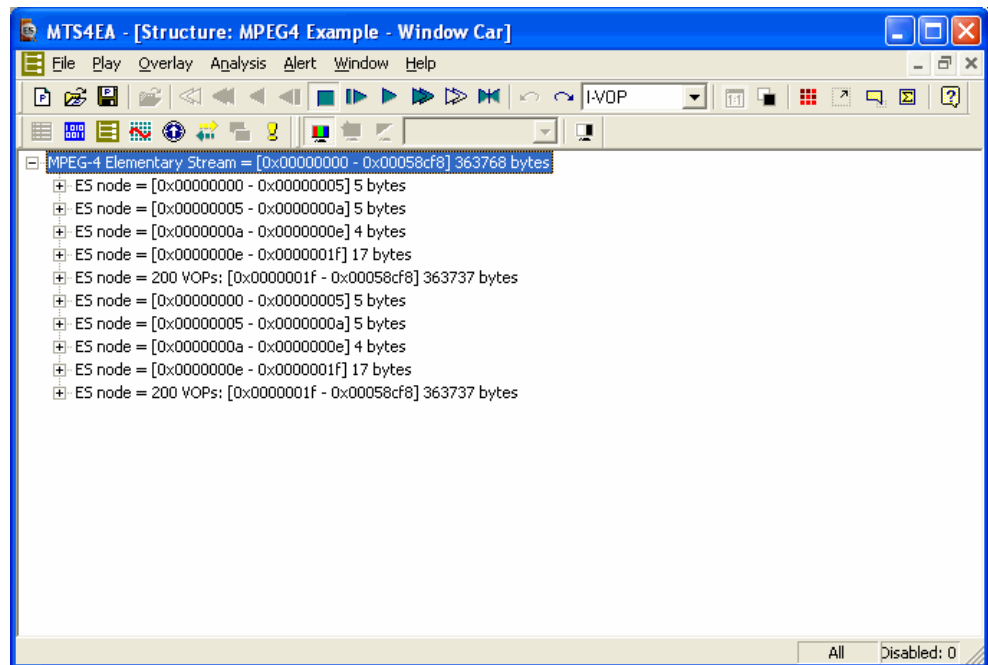 MTS4EA - [Structure: MPEG4 Example - Window Car]
File Play Overlay Analysis Alert Window Help
I-VOP
MPEG-4 Elementary Stream = [0x00000000 - 0x00058cf8] 363768 bytes
ES node = [0x00000000 - 0x00000005] 5 bytes
ES node = [0x00000005 - 0x0000000a] 5 bytes
ES node = [0x0000000a - 0x0000000e] 4 bytes
ES node = [0x0000000e - 0x0000001f] 17 bytes
ES node = 200 VOPs: [0x0000001f - 0x00058cf8] 363737 bytes
ES node = [0x00000000 - 0x00000005] 5 bytes
ES node = [0x00000005 - 0x0000000a] 5 bytes
ES node = [0x0000000a - 0x0000000e] 4 bytes
ES node = [0x0000000e - 0x0000001f] 17 bytes
ES node = 200 VOPs: [0x0000001f - 0x00058cf8] 363737 bytes
All Disabled: 0